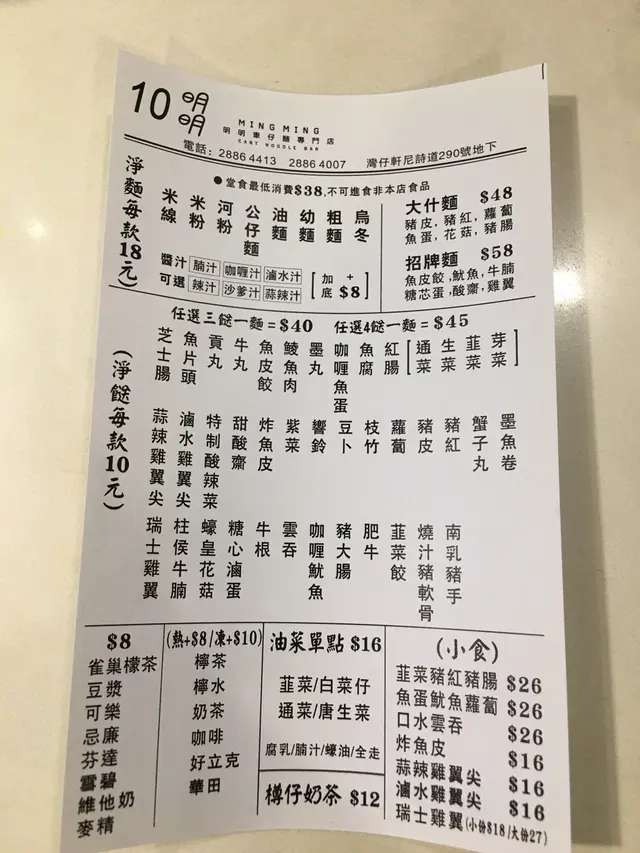 10 明明
MING MING
明明車仔麵專門店
CART NOODLE BAR
電話: 2886 4413 2886 4007 灣仔軒尼詩道290號地下
●堂食最低消費$38,不可進食非本店食品
淨麵每款18元)
米線
米粉
河粉
公仔麵
油麵
幼麵
粗麵
烏冬
醬汁可選
腩汁 咖喱汁 滷水汁
辣汁 沙爹汁 蒜辣汁
[加底+$8]
大什麵 $48
豬皮,豬紅,蘿蔔
魚蛋,花菇,豬腸
招牌麵 $58
魚皮餃,魷魚,牛腩
糖芯蛋,酸齋,雞翼
任選三餸一麵=$40 任選4餸一麵=$45
(淨餸每款10元)
芝士腸
魚片頭
貢丸
牛丸
魚皮餃
鯪魚肉
墨丸
咖喱魚蛋
魚腐
紅腸
[通菜 生菜 韮菜 芽菜]
蒜辣雞翼尖
滷水雞翼尖
特制酸辣菜
甜酸齋
炸魚皮
紫菜
響鈴
豆卜
枝竹
蘿蔔
豬皮
豬紅
蟹子丸
墨魚卷
瑞士雞翼
柱侯牛腩
蠔皇花菇
糖心滷蛋
牛根
雲吞
咖喱魷魚
豬大腸
肥牛
韮菜餃
燒汁豬軟骨
南乳豬手
$8
雀巢檬茶
豆漿
可樂
忌廉
芬達
雪碧
維他奶
麥精
(熱+$8/凍+$10)
檸茶
檸水
奶茶
咖啡
好立克
華田
油菜單點 $16
韮菜/白菜仔
通菜/唐生菜
腐乳/腩汁/蠔油/全走
樽仔奶茶 $12
(小食)
韮菜豬紅豬腸 $26
魚蛋魷魚蘿蔔 $26
口水雲吞 $26
炸魚皮 $16
蒜辣雞翼尖 $16
滷水雞翼尖 $16
瑞士雞翼(小份$18/大份27)